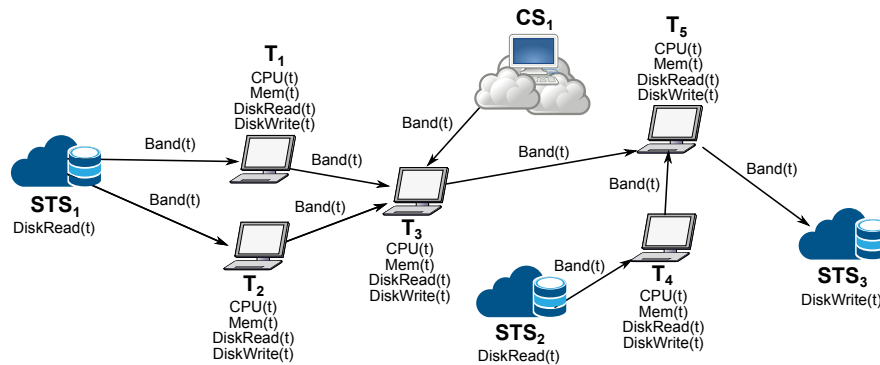 CS₁
T₁
CPU(t)
Mem(t)
DiskRead(t)
DiskWrite(t)
T₅
CPU(t)
Mem(t)
DiskRead(t)
DiskWrite(t)
Band(t)
Band(t)
Band(t)
Band(t)
STS₁
DiskRead(t)
Band(t)
Band(t)
Band(t)
T₃
CPU(t)
Mem(t)
DiskRead(t)
DiskWrite(t)
T₂
CPU(t)
Mem(t)
DiskRead(t)
DiskWrite(t)
Band(t)
Band(t)
STS₂
DiskRead(t)
T₄
CPU(t)
Mem(t)
DiskRead(t)
DiskWrite(t)
STS₃
DiskWrite(t)